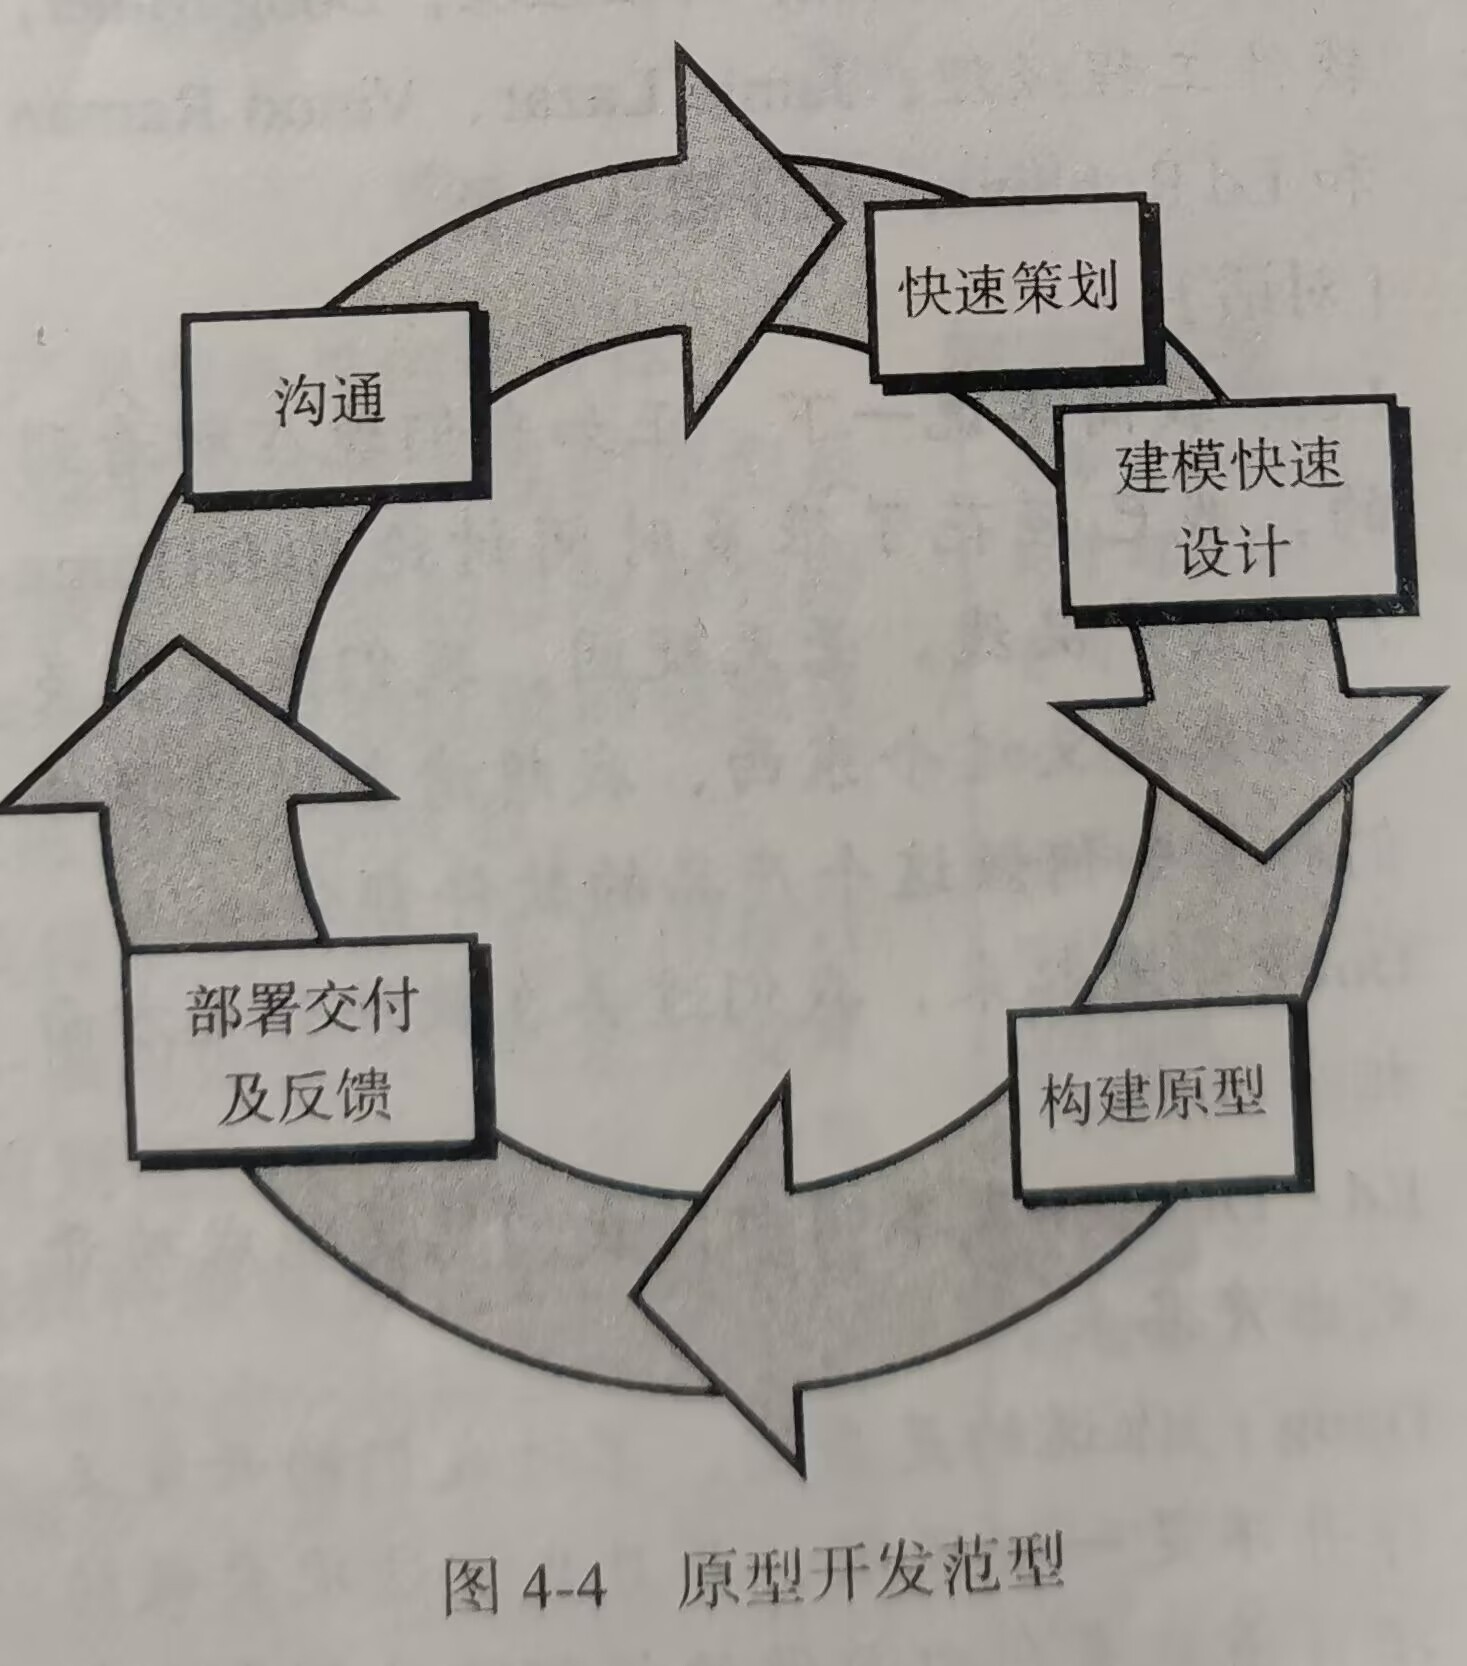 快速策划
沟通
建模快速
设计
部署交付
及反馈
构建原型
图 4-4 原型开发范型